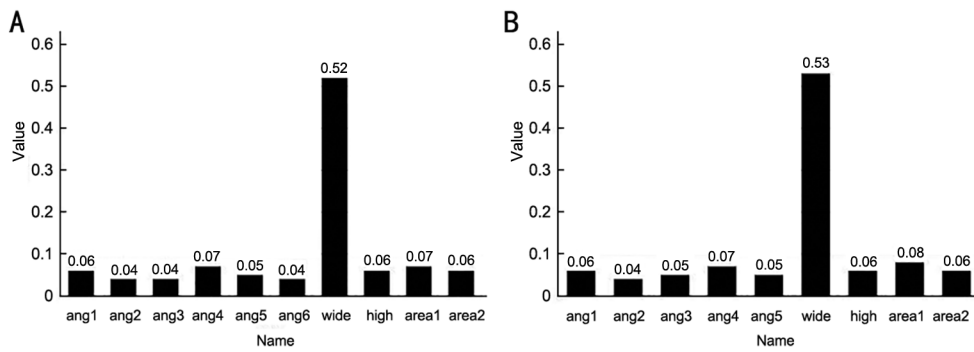 A
0.6
0.5
0.4
0.3
0.2
0.1
0
Value
0.06 0.04 0.04 0.07 0.05 0.04 0.52 0.06 0.07 0.06
ang1 ang2 ang3 ang4 ang5 ang6 wide high area1 area2
Name
B
0.6
0.5
0.4
0.3
0.2
0.1
0
Value
0.06 0.04 0.05 0.07 0.05 0.53 0.06 0.08 0.06
ang1 ang2 ang3 ang4 ang5 wide high area1 area2
Name